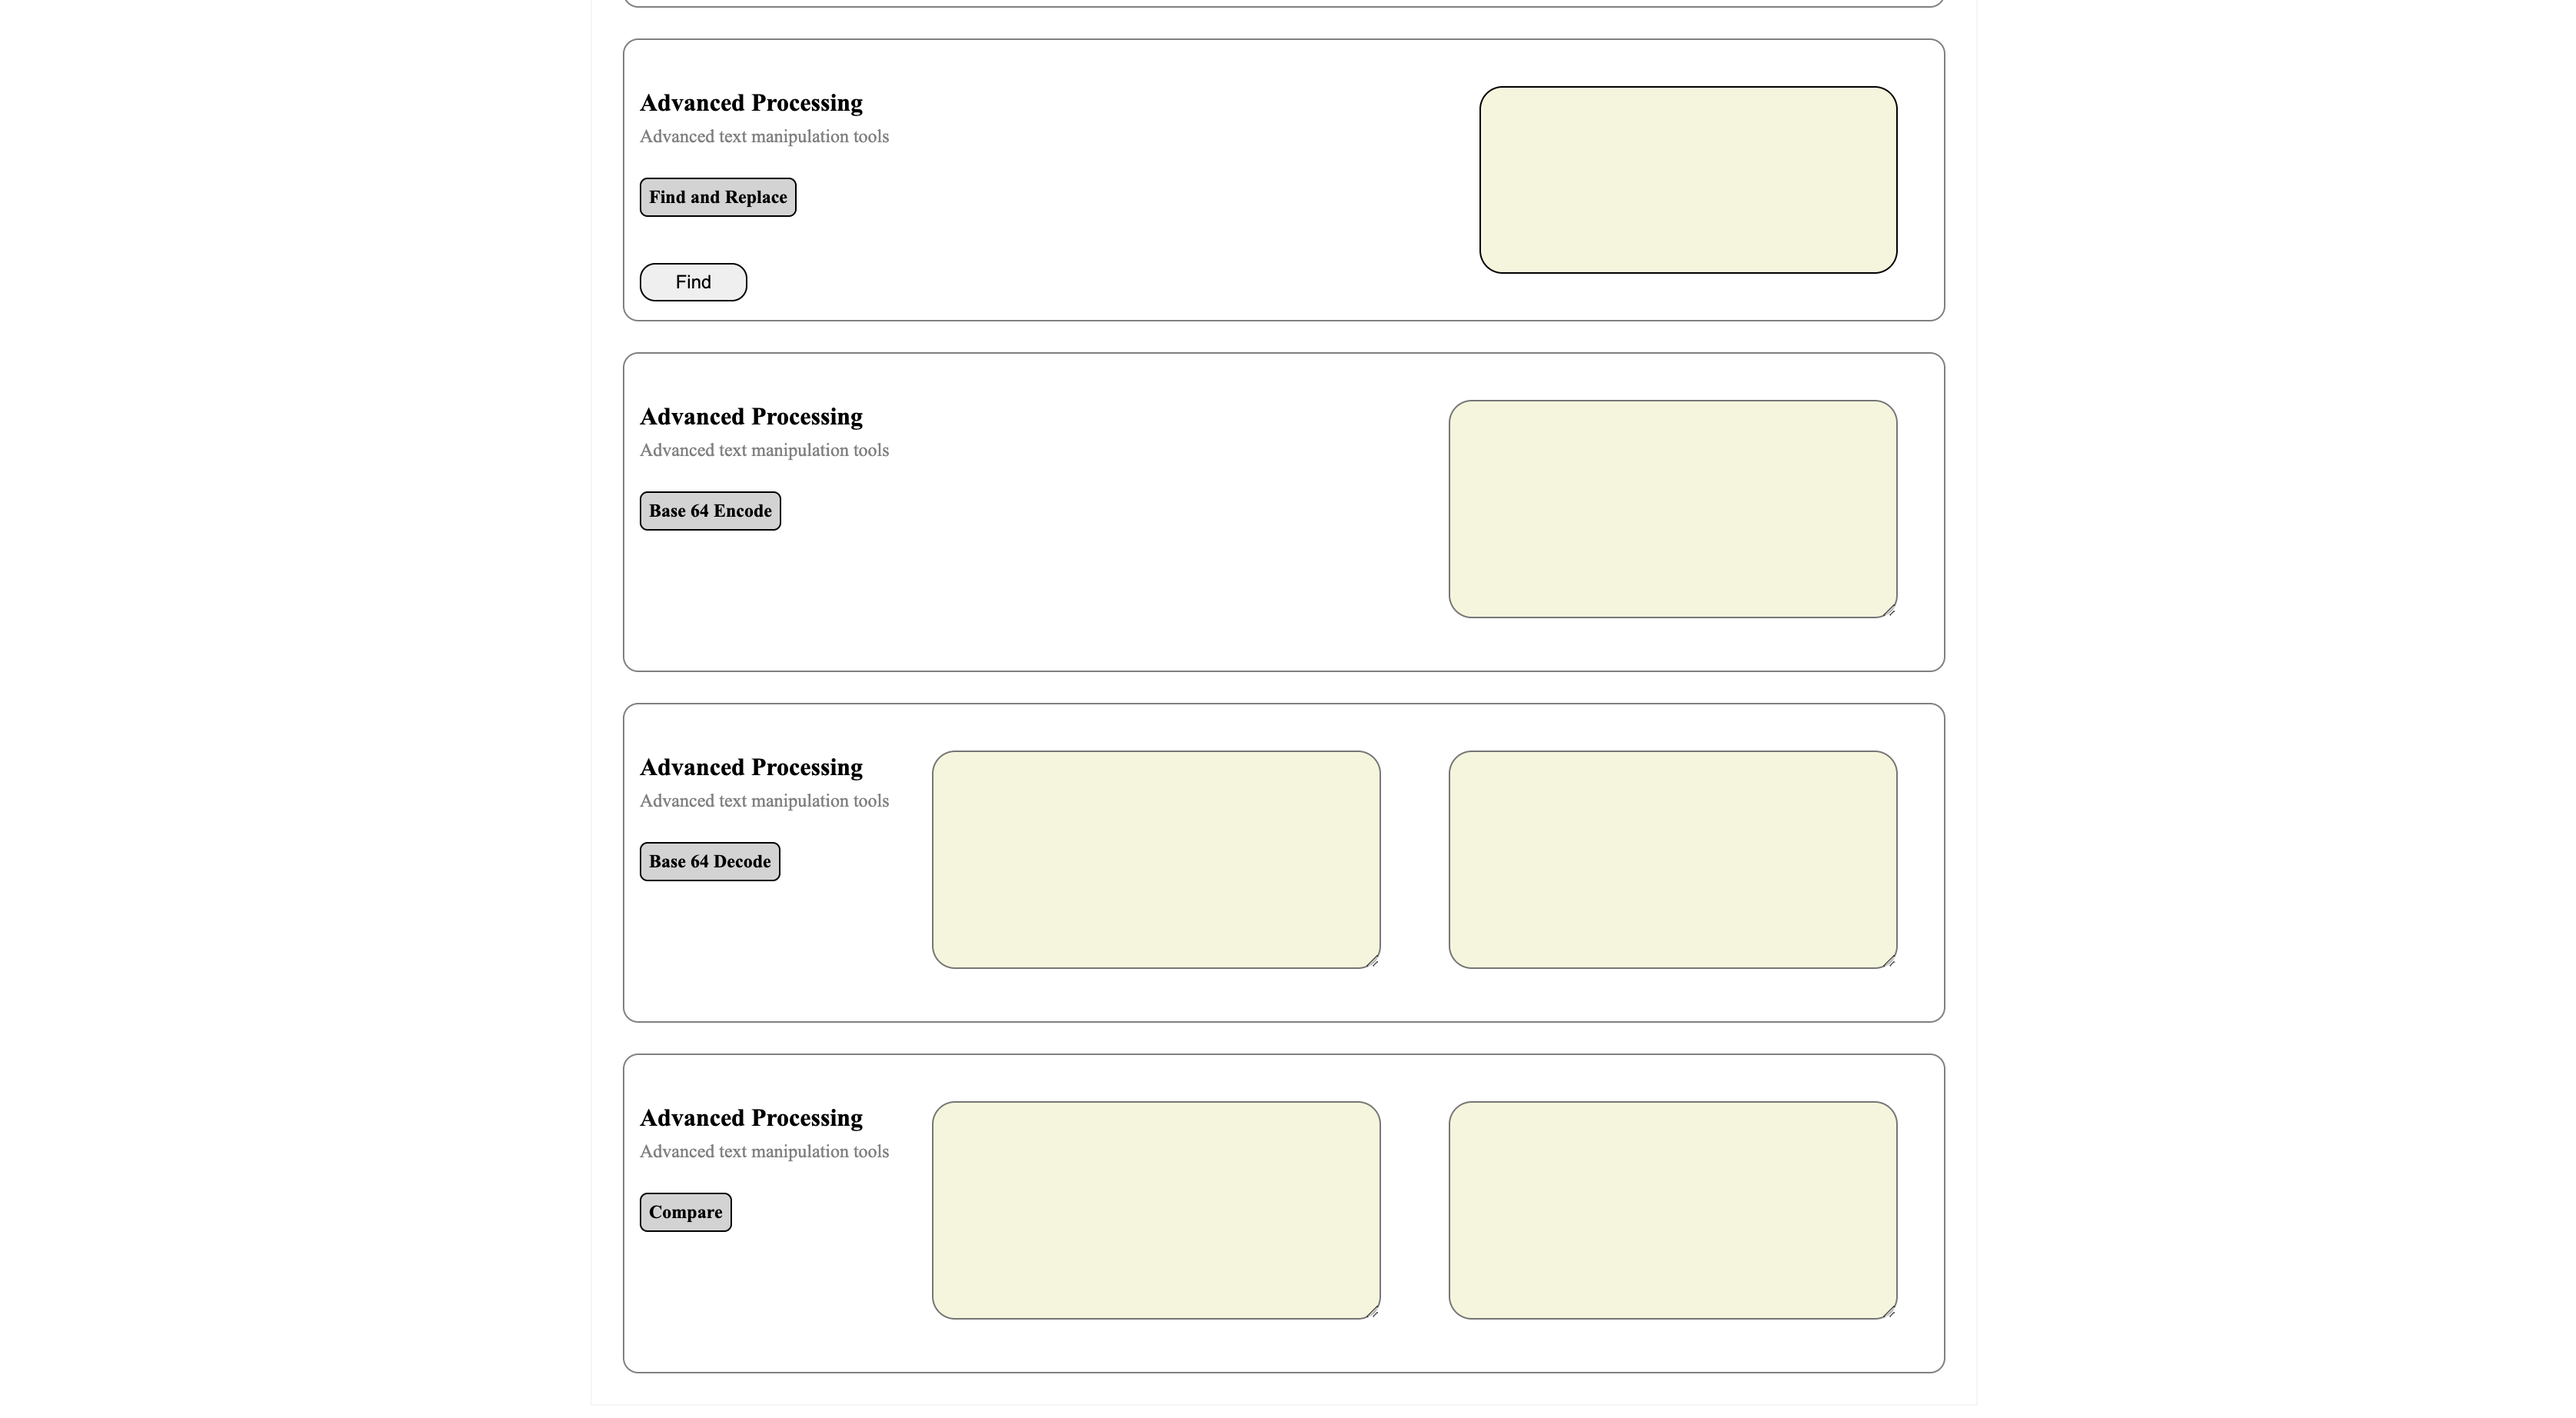 Advanced Processing
Advanced text manipulation tools
Find and Replace
Find
Advanced Processing
Advanced text manipulation tools
Base 64 Encode
Advanced Processing
Advanced text manipulation tools
Base 64 Decode
Advanced Processing
Advanced text manipulation tools
Compare